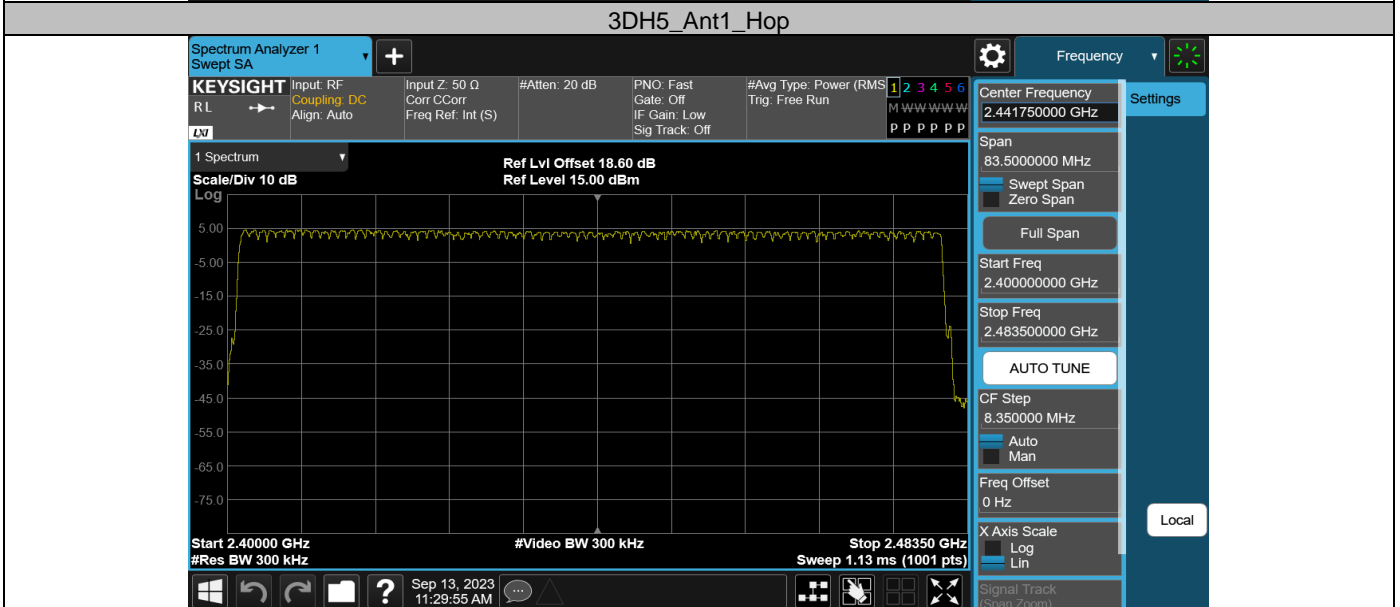 3DH5_Ant1_Hop
Spectrum Analyzer 1
Swept SA
+
Frequency
KEYSIGHT
RL
LXI
Input: RF
Coupling: DC
Align: Auto
Input Z: 50 Ω
Corr CCorr
Freq Ref: Int (S)
#Atten: 20 dB
PNO: Fast
Gate: Off
IF Gain: Low
Sig Track: Off
#Avg Type: Power (RMS
Trig: Free Run
1 2 3 4 5 6
M W W W W W
P P P P P P
1 Spectrum
Scale/Div 10 dB
Log
Ref Lvl Offset 18.60 dB
Ref Level 15.00 dBm
5.00
-5.00
-15.0
-25.0
-35.0
-45.0
-55.0
-65.0
-75.0
Start 2.40000 GHz
#Res BW 300 kHz
#Video BW 300 kHz
Stop 2.48350 GHz
Sweep 1.13 ms (1001 pts)
Center Frequency
2.441750000 GHz
Settings
Span
83.5000000 MHz
Swept Span
Zero Span
Full Span
Start Freq
2.400000000 GHz
Stop Freq
2.483500000 GHz
AUTO TUNE
CF Step
8.350000 MHz
Auto
Man
Freq Offset
0 Hz
X Axis Scale
Log
Lin
Local
Signal Track
(Span Zoom)
?
Sep 13, 2023
11:29:55 AM